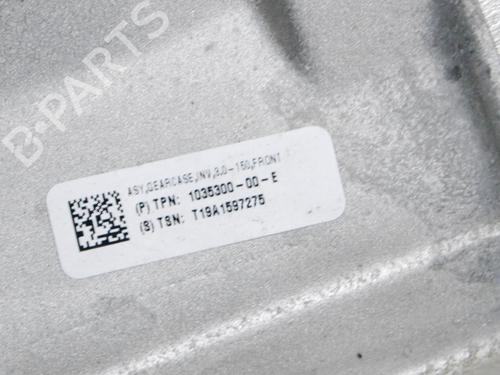 B-PARTS
ASY,GEARCASE,INV,3.0-150,FRONT
(P) TPN: 1035300-00-E
(S) TSN: T19A1597275